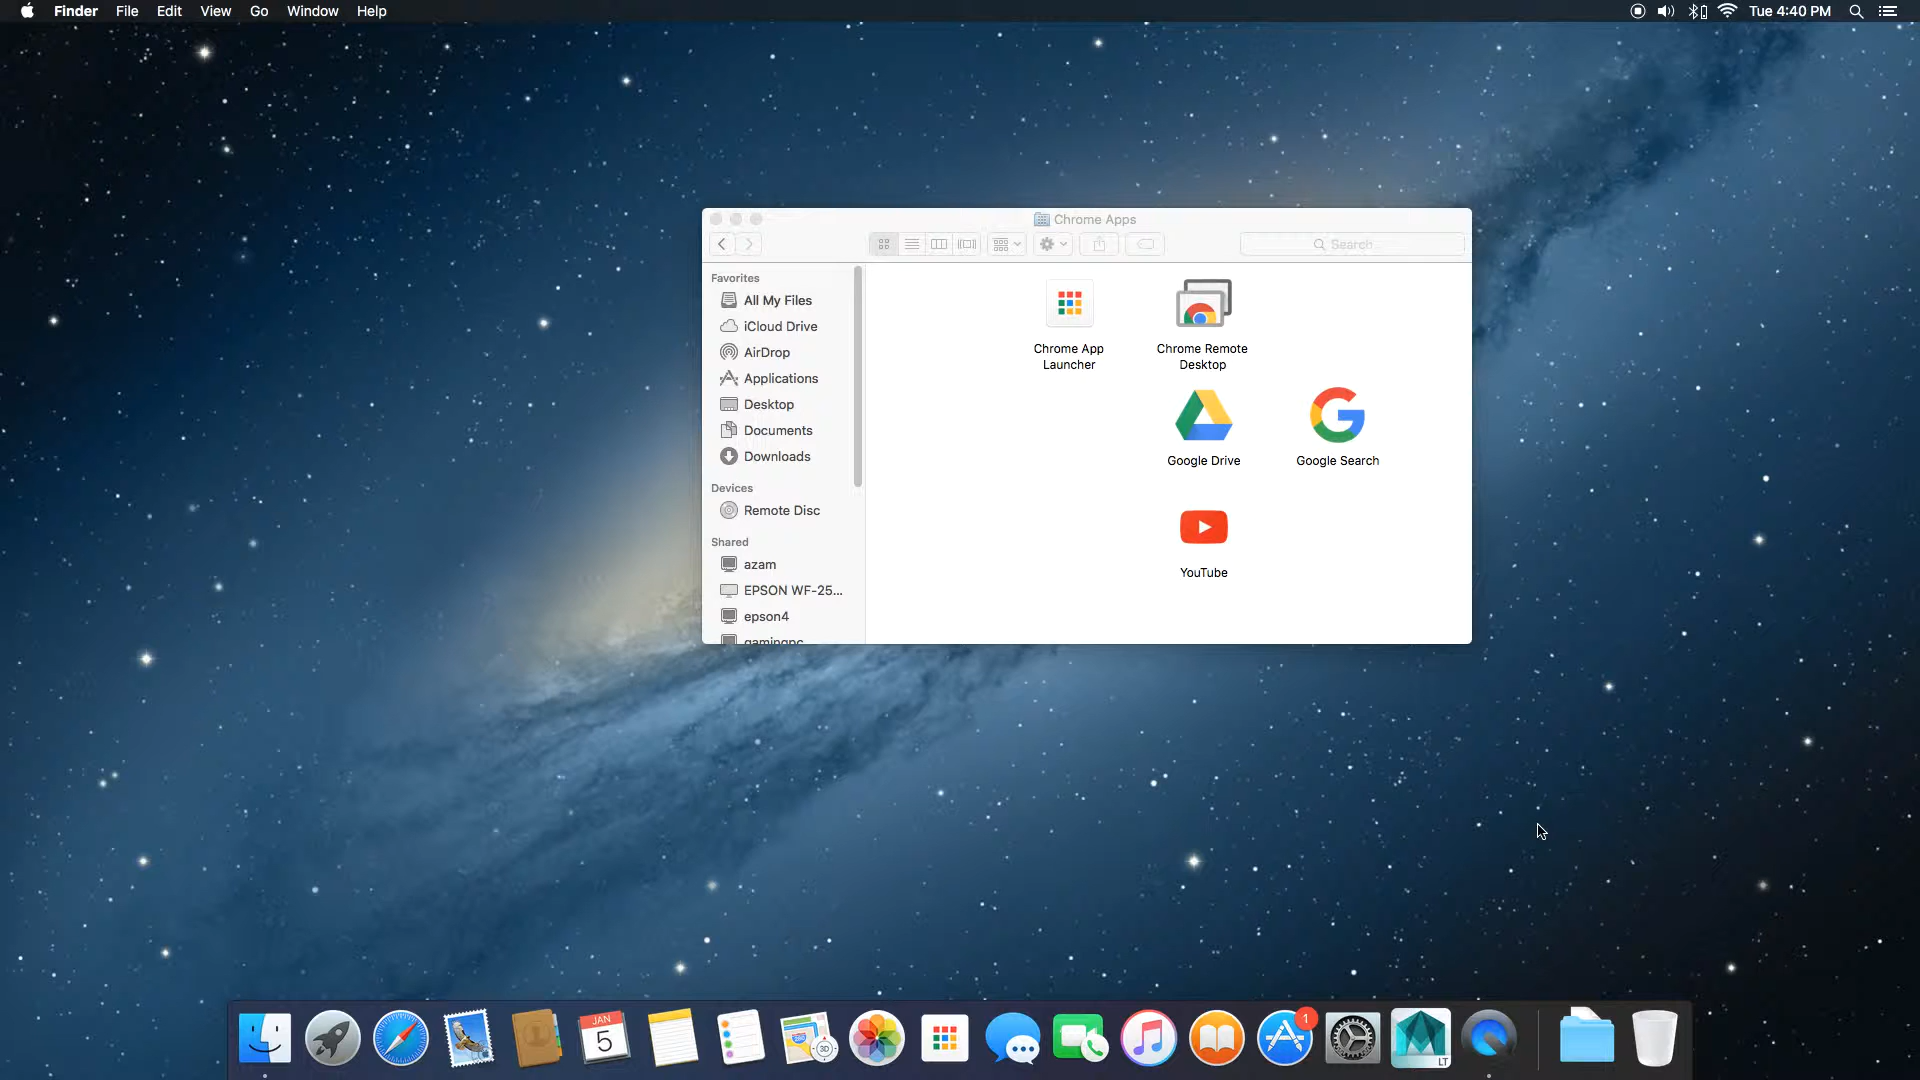 Finder File Edit View Go Window Help
Tue 4:40 PM
Chrome Apps
Search
Favorites
All My Files
iCloud Drive
AirDrop
Applications
Desktop
Documents
Downloads
Devices
Remote Disc
Shared
azam
EPSON WF-25...
epson4
gamingpc
Chrome App
Launcher
Chrome Remote
Desktop
Google Drive
Google Search
YouTube
JAN
5
3D
1
LT